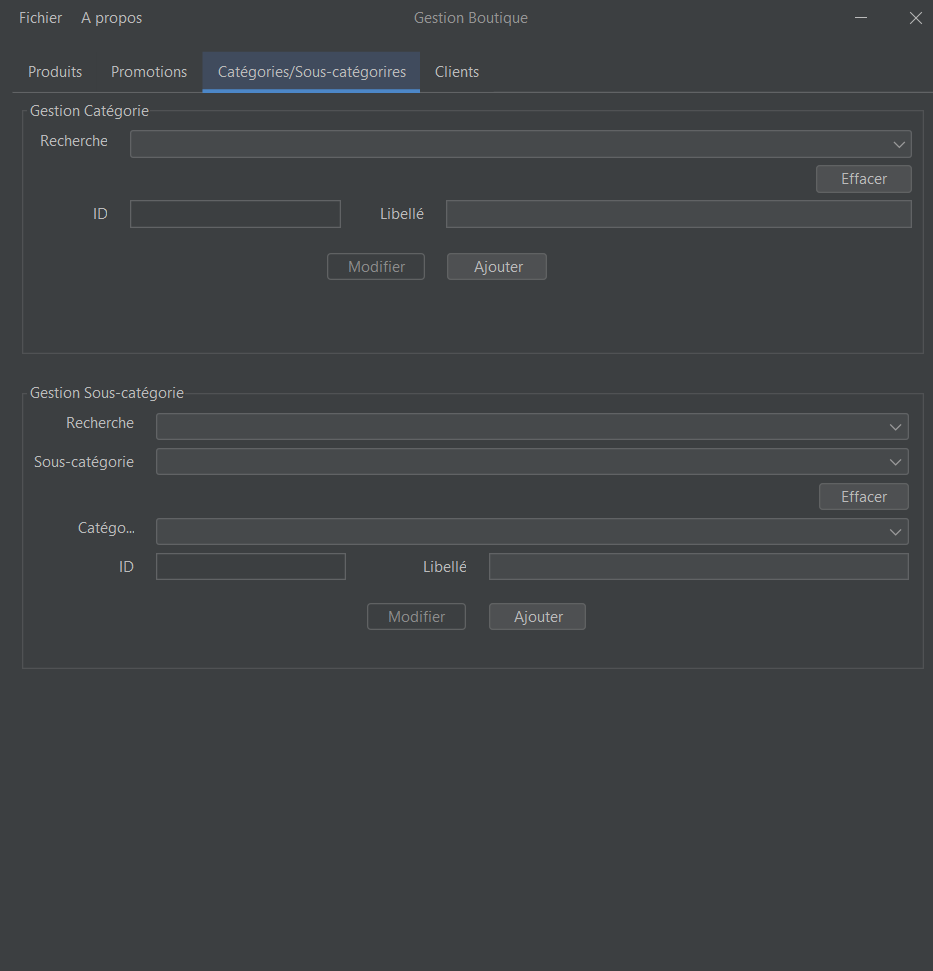 Fichier A propos Gestion Boutique
Produits Promotions Catégories/Sous-catégorires Clients
Gestion Catégorie
Recherche
Effacer
ID Libellé
Modifier Ajouter
Gestion Sous-catégorie
Recherche
Sous-catégorie
Effacer
Catégo...
ID Libellé
Modifier Ajouter